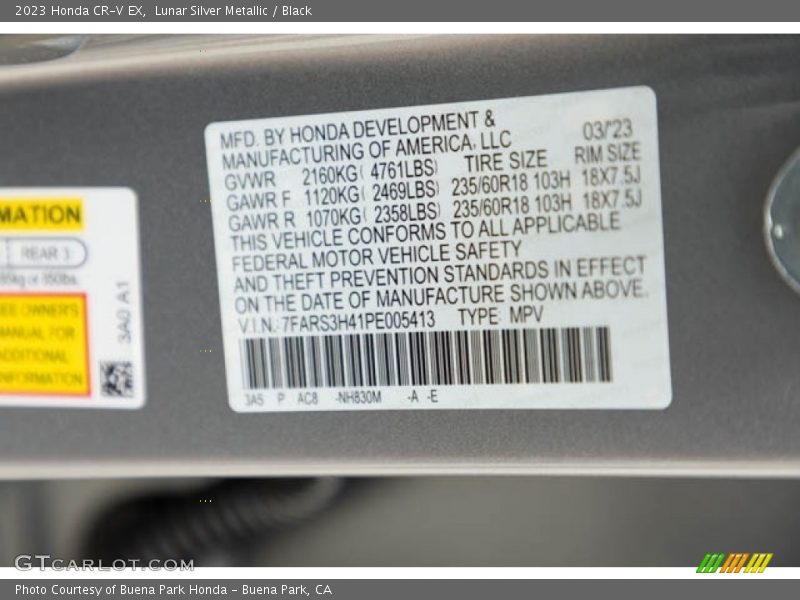 2023 Honda CR-V EX, Lunar Silver Metallic / Black
MFD. BY HONDA DEVELOPMENT &
MANUFACTURING OF AMERICA, LLC 03/'23
GVWR 2160KG( 4761LBS) TIRE SIZE RIM SIZE
GAWR F 1120KG( 2469LBS) 235/60R18 103H 18X7.5J
GAWR R 1070KG( 2358LBS) 235/60R18 103H 18X7.5J
THIS VEHICLE CONFORMS TO ALL APPLICABLE
FEDERAL MOTOR VEHICLE SAFETY
AND THEFT PREVENTION STANDARDS IN EFFECT
ON THE DATE OF MANUFACTURE SHOWN ABOVE.
V.I.N.:7FARS3H41PE005413 TYPE: MPV
3A5 P AC8 -NH830M -A -E
MATION
REAR 3
OWNER'S
MANUAL FOR
ADDITIONAL
INFORMATION
3A0 A1
GTCARLOT.COM
Photo Courtesy of Buena Park Honda - Buena Park, CA